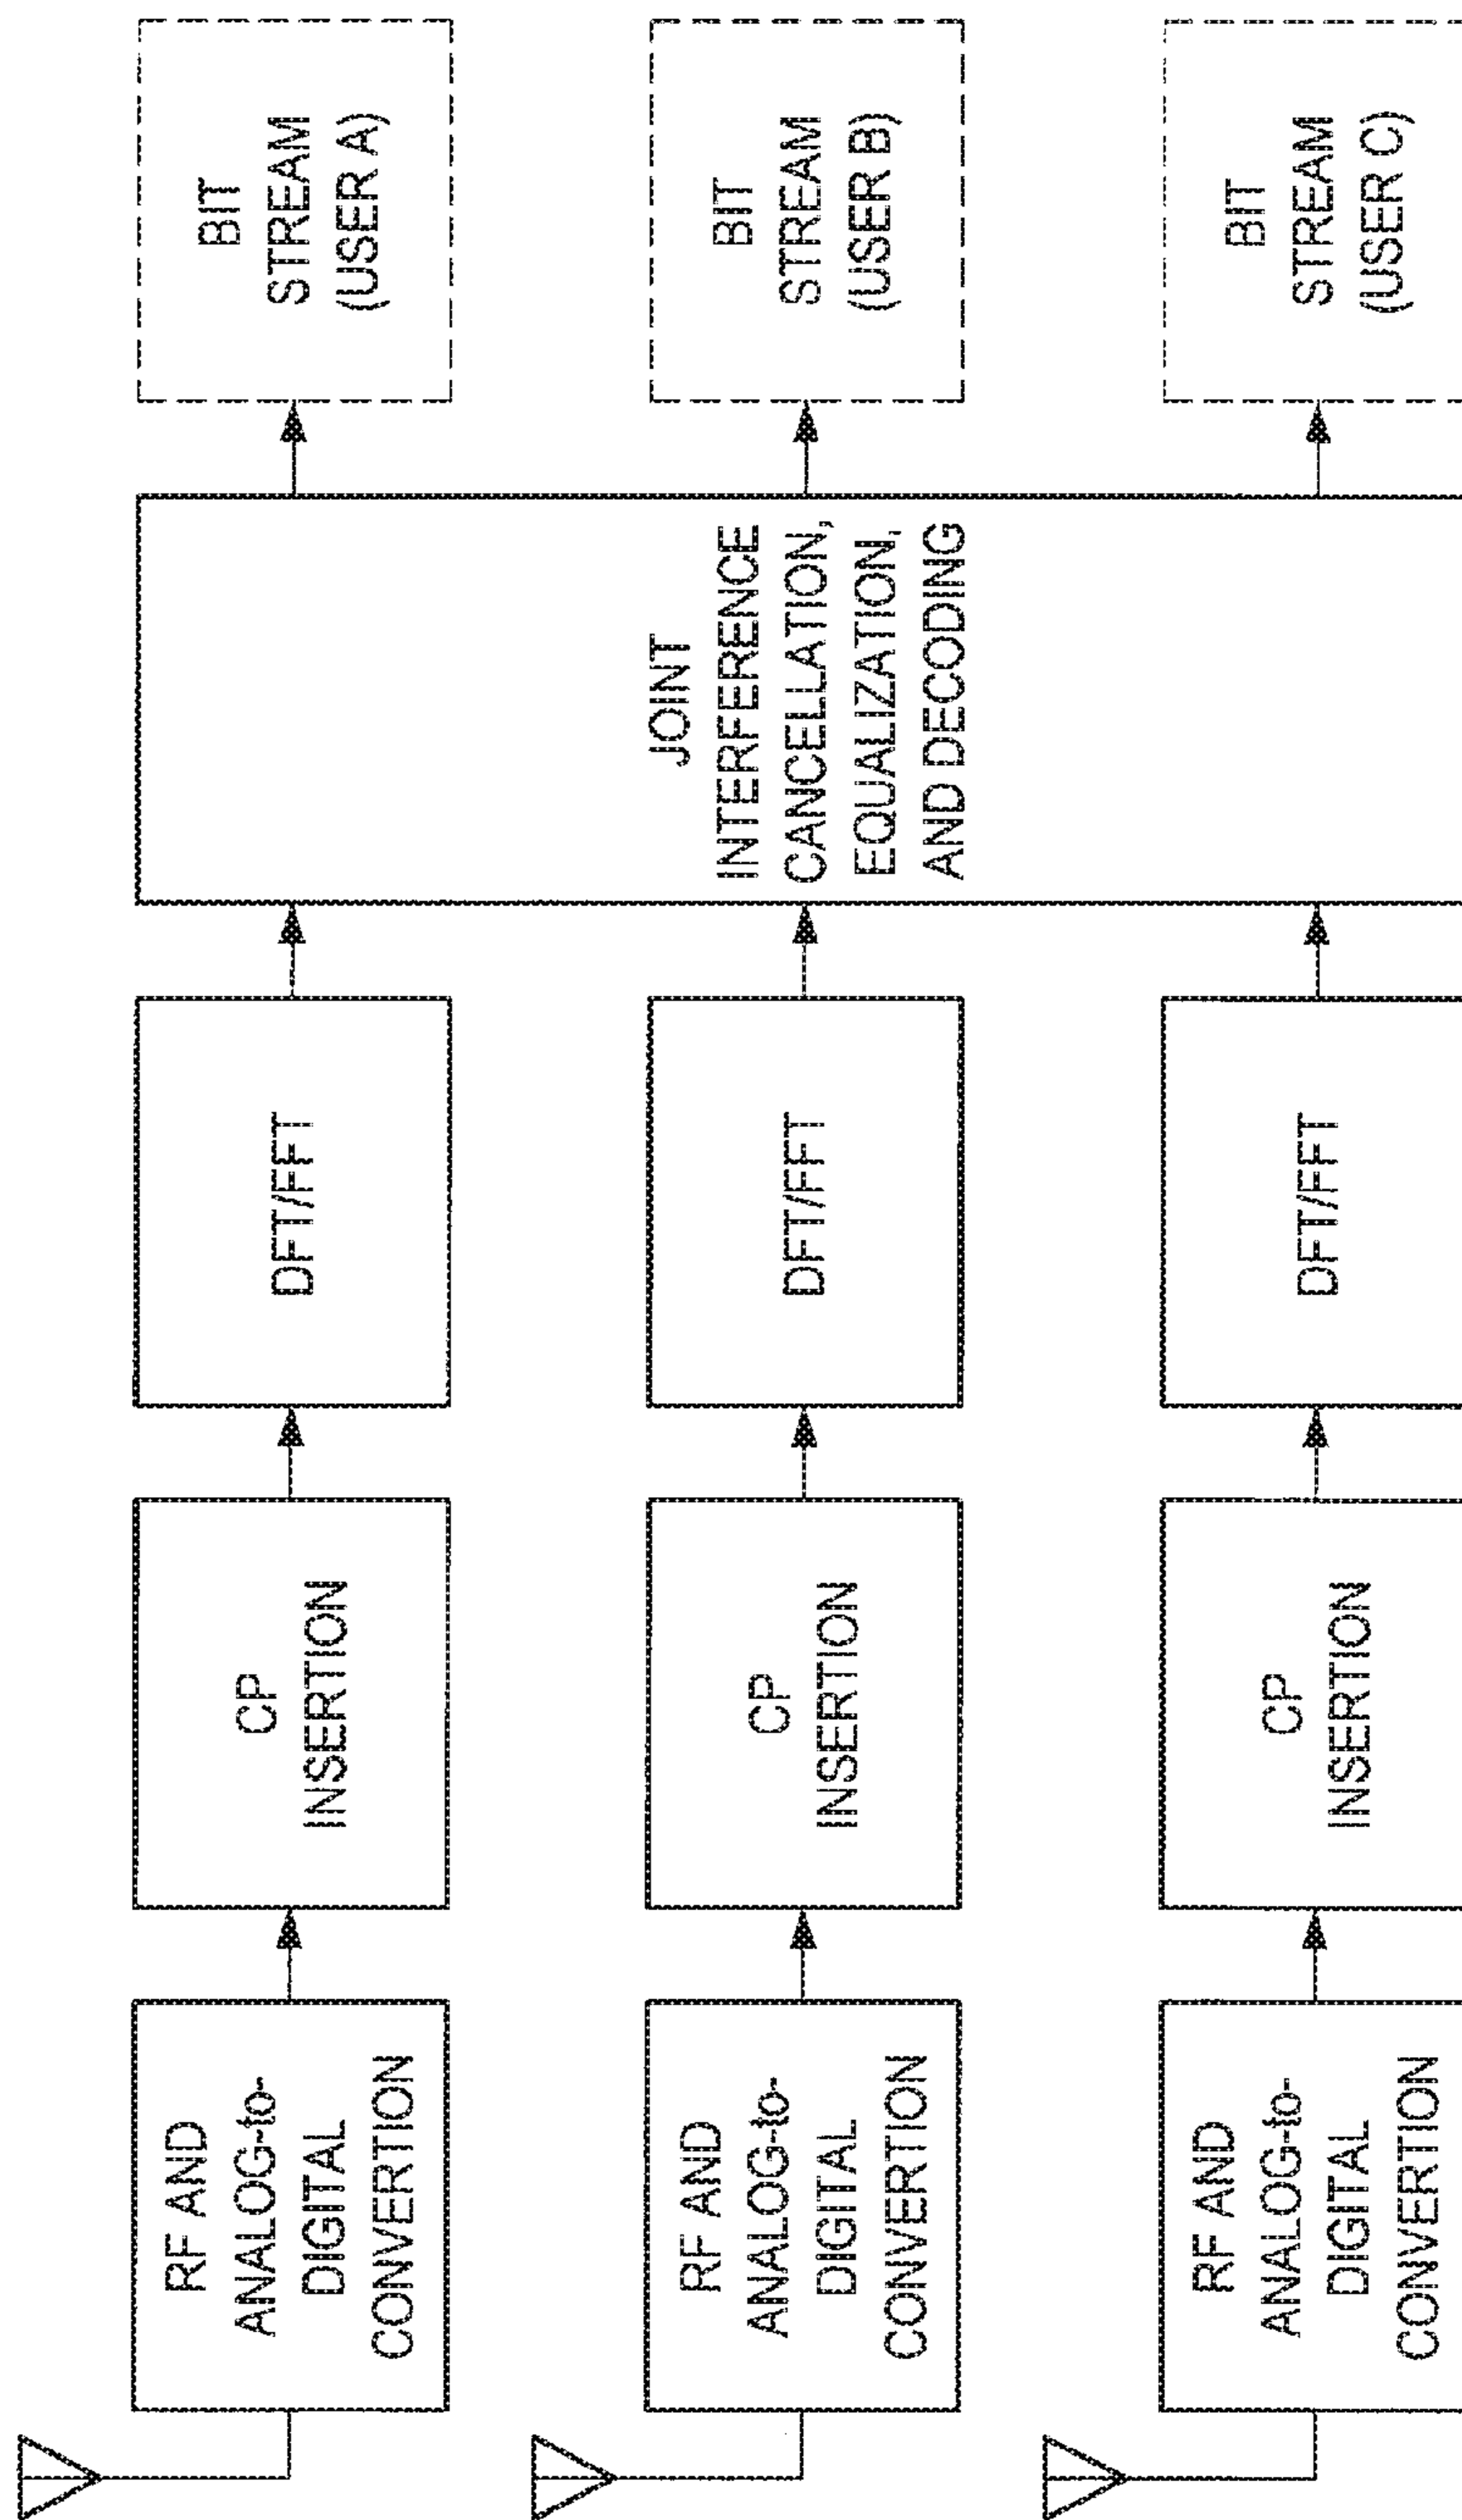 RF AND
ANALOG-to-
DIGITAL
CONVERTION
CP
INSERTION
DFT/FFT
JOINT
INTERFERENCE
CANCELLATION,
EQUALIZATION,
AND DECODING
BIT
STREAM
(USER A)
RF AND
ANALOG-to-
DIGITAL
CONVERTION
CP
INSERTION
DFT/FFT
BIT
STREAM
(USER B)
RF AND
ANALOG-to-
DIGITAL
CONVERTION
CP
INSERTION
DFT/FFT
BIT
STREAM
(USER C)